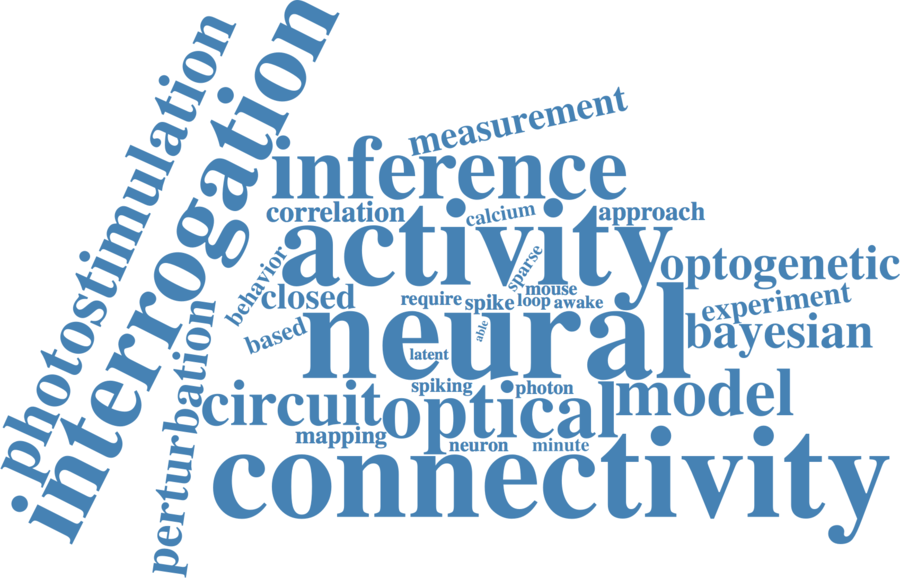 photostimulation
interrogation
perturbation
measurement
inference
correlation
calcium
approach
activity
behavior
sparse
optogenetic
closed
mouse
require
spike
loop
awake
experiment
neural
based
able
bayesian
latent
spiking
photon
model
circuit
optical
mapping
neuron
minute
connectivity